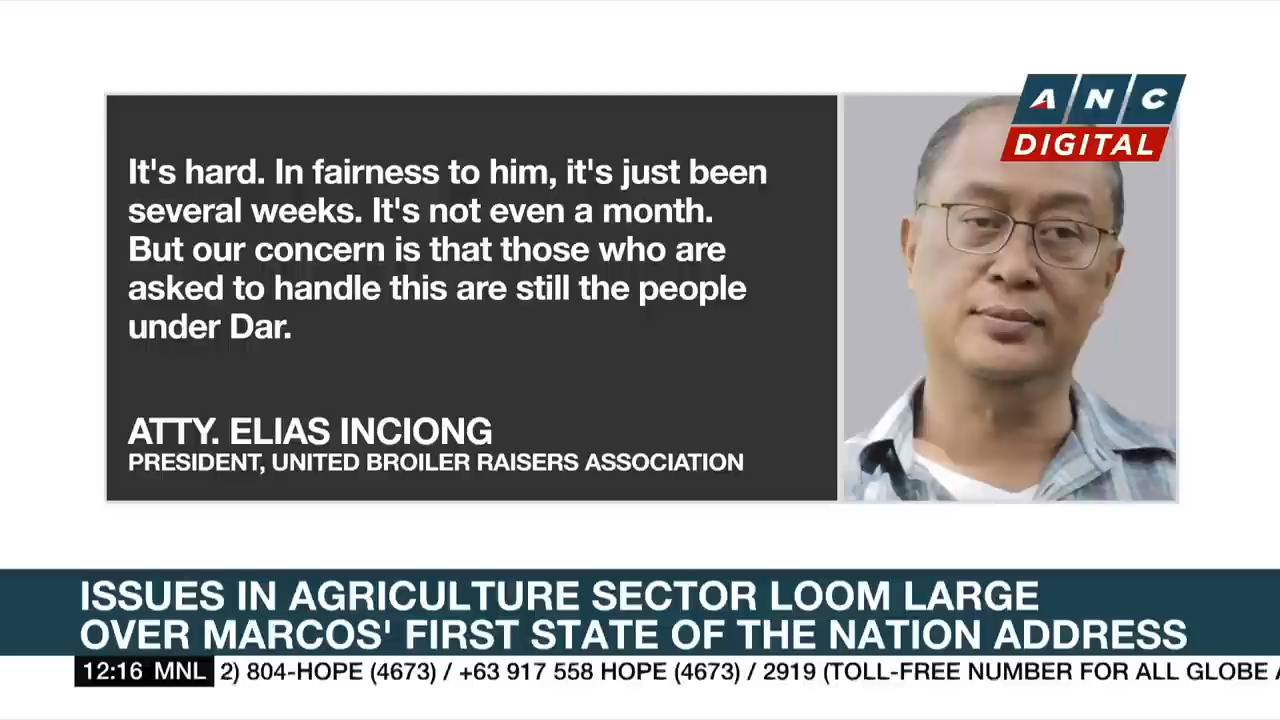 ANC
DIGITAL
It's hard. In fairness to him, it's just been
several weeks. It's not even a month.
But our concern is that those who are
asked to handle this are still the people
under Dar.
ATTY. ELIAS INCIONG
PRESIDENT, UNITED BROILER RAISERS ASSOCIATION
ISSUES IN AGRICULTURE SECTOR LOOM LARGE
OVER MARCOS' FIRST STATE OF THE NATION ADDRESS
12:16 MNL 2) 804-HOPE (4673) / +63 917 558 HOPE (4673) / 2919 (TOLL-FREE NUMBER FOR ALL GLOBE